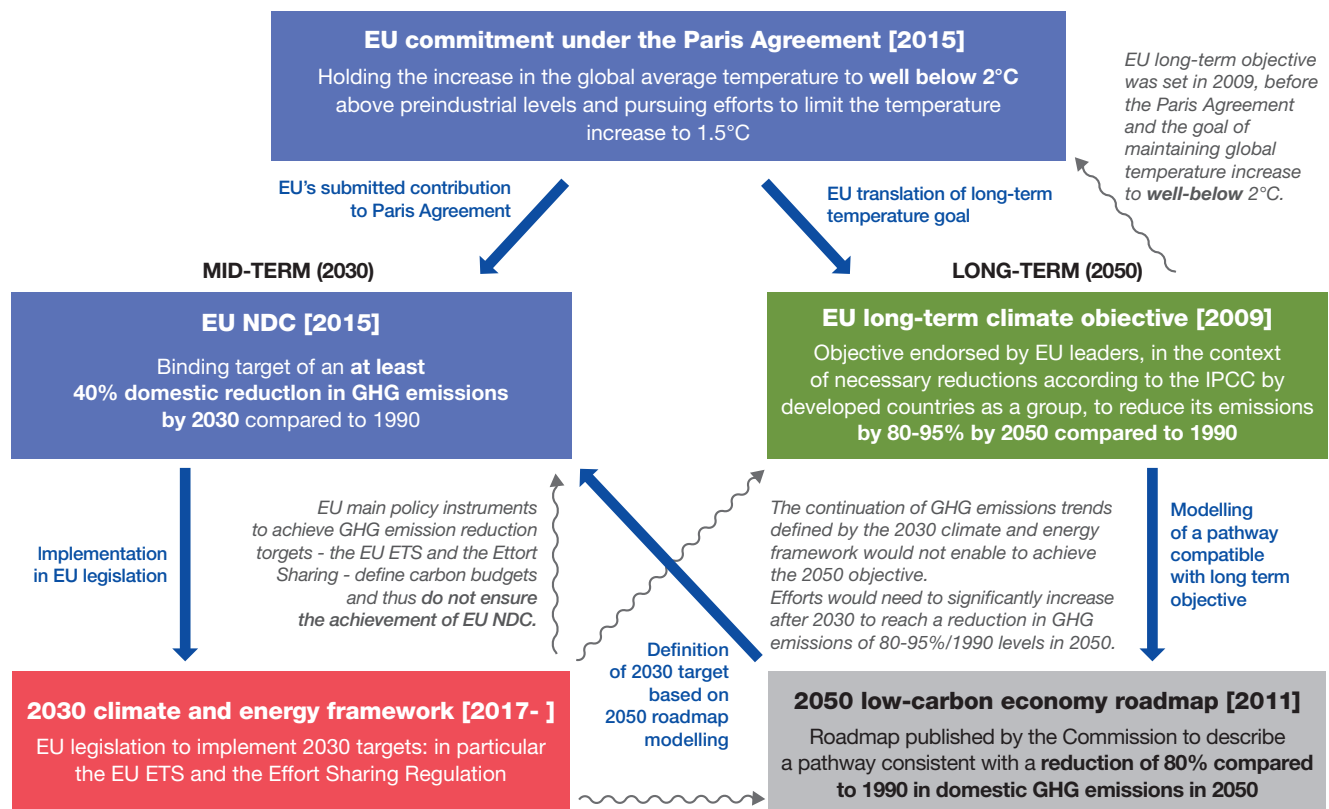 EU commitment under the Paris Agreement [2015]
Holding the increase in the global average temperature to well below 2°C
above preindustrial levels and pursuing efforts to limit the temperature
increase to 1.5°C
EU long-term objective
was set in 2009, before
the Paris Agreement
and the goal of
maintaining global
temperature increase
to well-below 2°C.
EU's submitted contribution
to Paris Agreement
EU translation of long-term
temperature goal
MID-TERM (2030)
LONG-TERM (2050)
EU NDC [2015]
Binding target of an at least
40% domestic reductIon in GHG emissions
by 2030 compared to 1990
EU long-term climate obiective [2009]
Objective endorsed by EU leaders, in the context
of necessary reductions according to the IPCC by
developed countries as a group, to reduce its emissions
by 80-95% by 2050 compared to 1990
Implementation
in EU legislation
EU main policy instruments
to achieve GHG emission reduction
torgets - the EU ETS and the Ettort
Sharing - define carbon budgets
and thus do not ensure
the achievement of EU NDC.
The continuation of GHG emissions trends
defined by the 2030 climate and energy
framework would not enable to achieve
the 2050 objective.
Efforts would need to significantly increase
after 2030 to reach a reduction in GHG
emissions of 80-95%/1990 levels in 2050.
Modelling
of a pathway
compatible
with long term
objective
Definition
of 2030 target
based on
2050 roadmap
modelling
2030 climate and energy framework [2017- ]
EU legislation to implement 2030 targets: in particular
the EU ETS and the Effort Sharing Regulation
2050 low-carbon economy roadmap [2011]
Roadmap published by the Commission to describe
a pathway consistent with a reduction of 80% compared
to 1990 in domestic GHG emissions in 2050